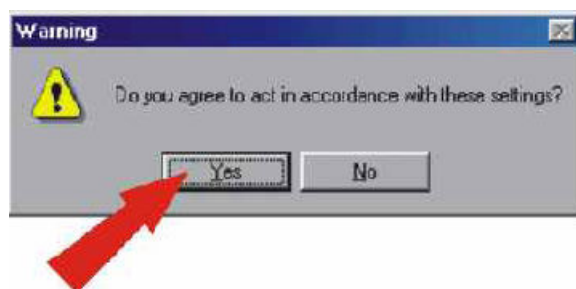 Warning
Do you agree to act in accordance with these settings?
Yes
No